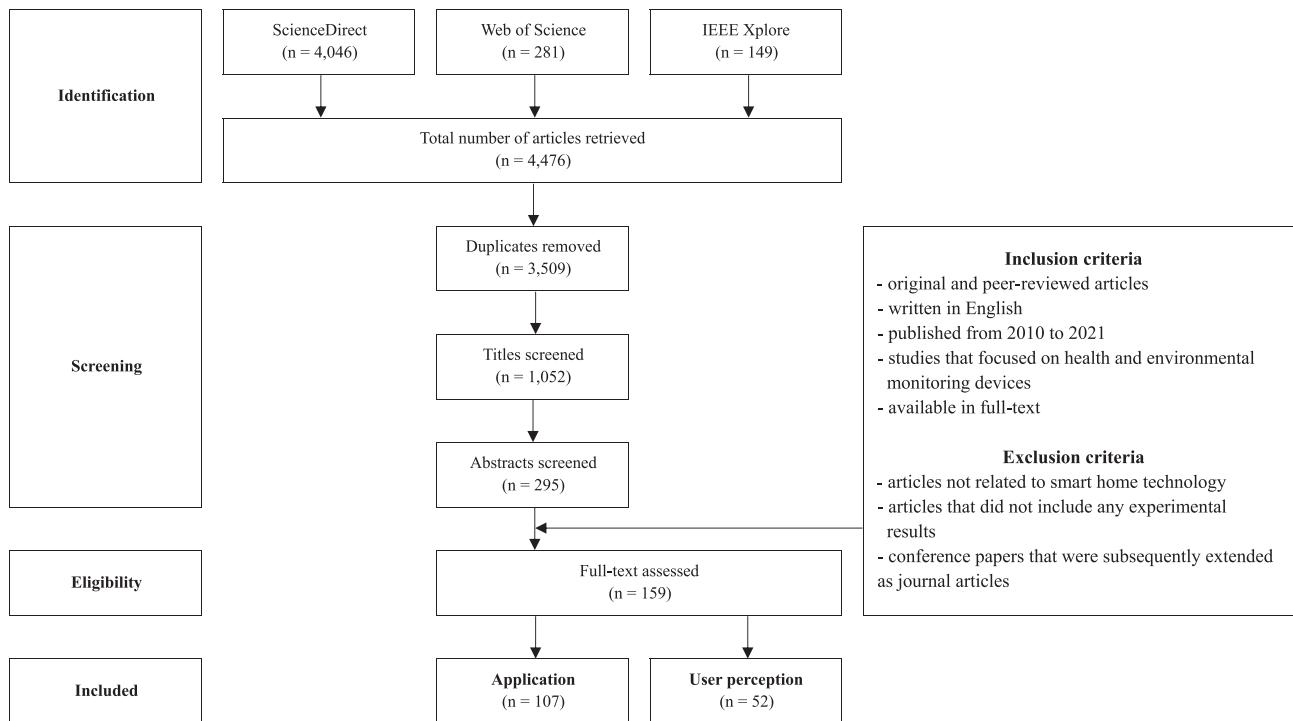 Identification
ScienceDirect
(n = 4,046)
Web of Science
(n = 281)
IEEE Xplore
(n = 149)
Total number of articles retrieved
(n = 4,476)
Screening
Duplicates removed
(n = 3,509)
Titles screened
(n = 1,052)
Abstracts screened
(n = 295)
Inclusion criteria
- original and peer-reviewed articles
- written in English
- published from 2010 to 2021
- studies that focused on health and environmental
monitoring devices
- available in full-text
Exclusion criteria
- articles not related to smart home technology
- articles that did not include any experimental
results
- conference papers that were subsequently extended
as journal articles
Eligibility
Full-text assessed
(n = 159)
Included
Application
(n = 107)
User perception
(n = 52)